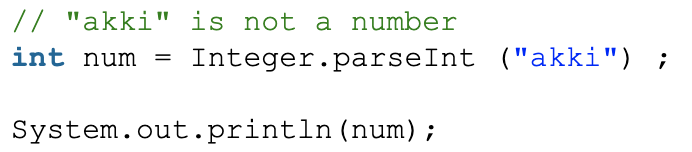 // "akki" is not a number
int num = Integer.parseInt ("akki") ;
System.out.println(num);